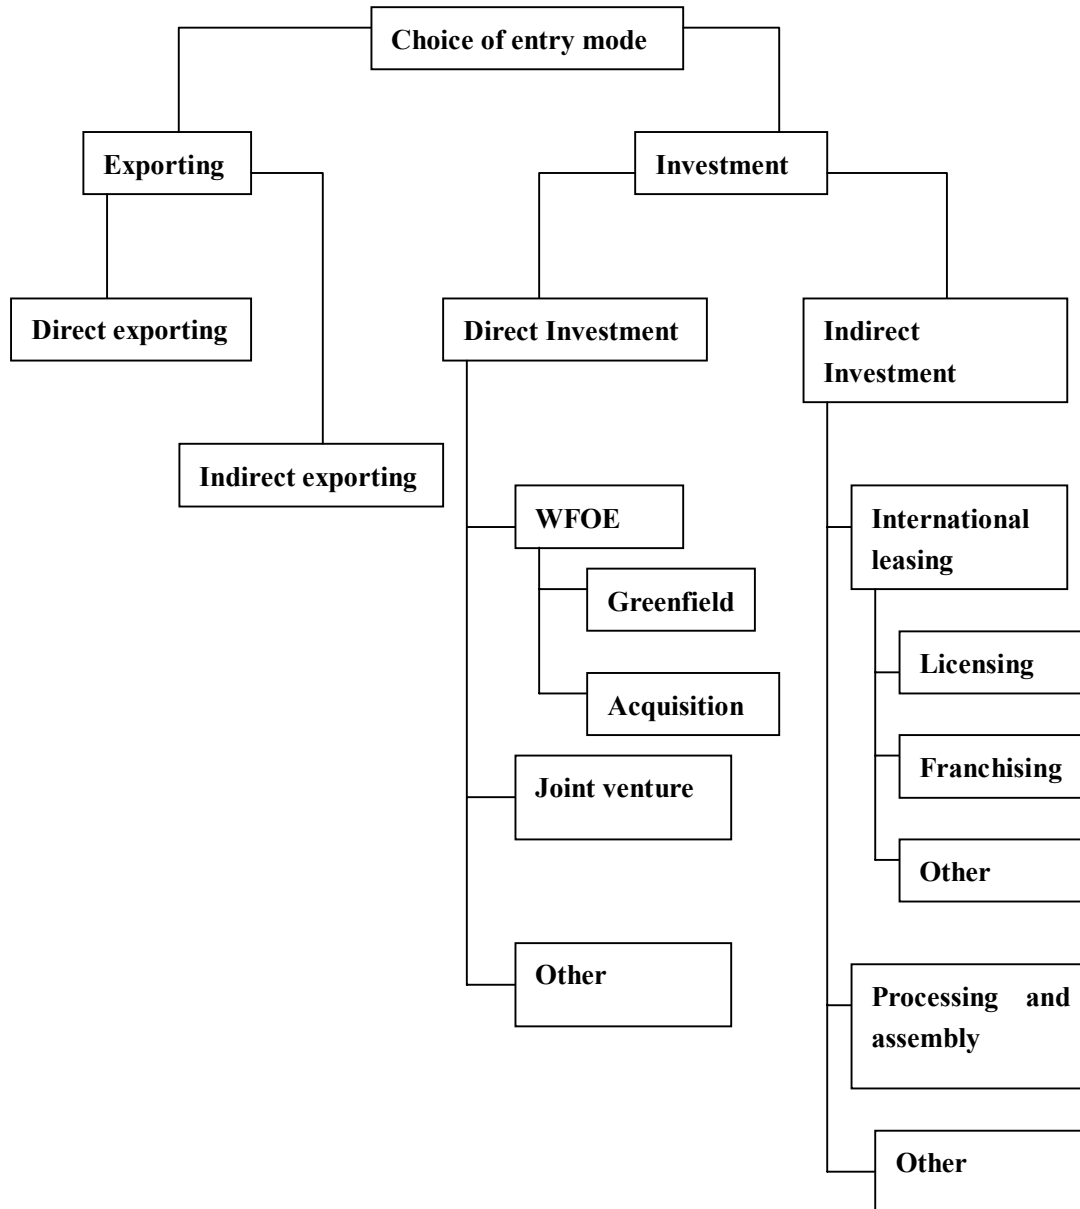 Choice of entry mode
Exporting
Investment
Direct exporting
Direct Investment
Indirect
Investment
Indirect exporting
WFOE
International
leasing
Greenfield
Licensing
Acquisition
Franchising
Joint venture
Other
Other
Processing and
assembly
Other